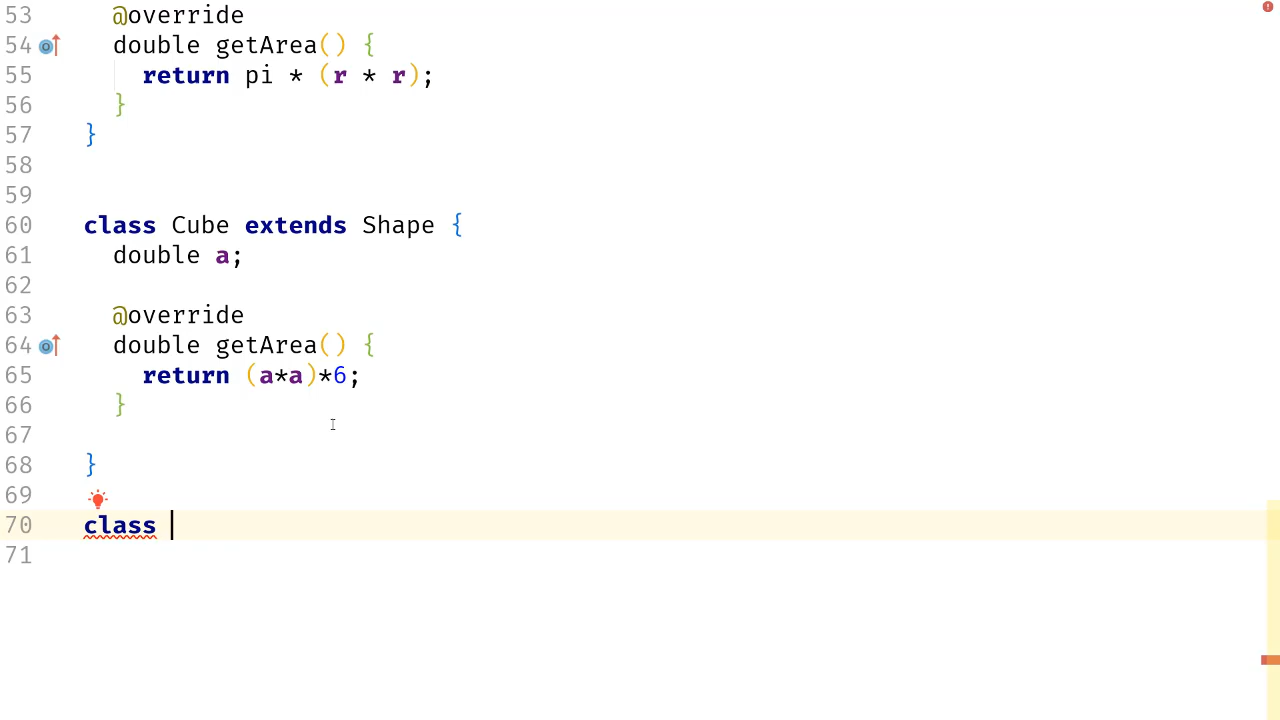 53 @override
54 double getArea() {
55 return pi * (r * r);
56 }
57 }
58
59
60 class Cube extends Shape {
61 double a;
62
63 @override
64 double getArea() {
65 return (a*a)*6;
66 }
67
68 }
69
70 class
71